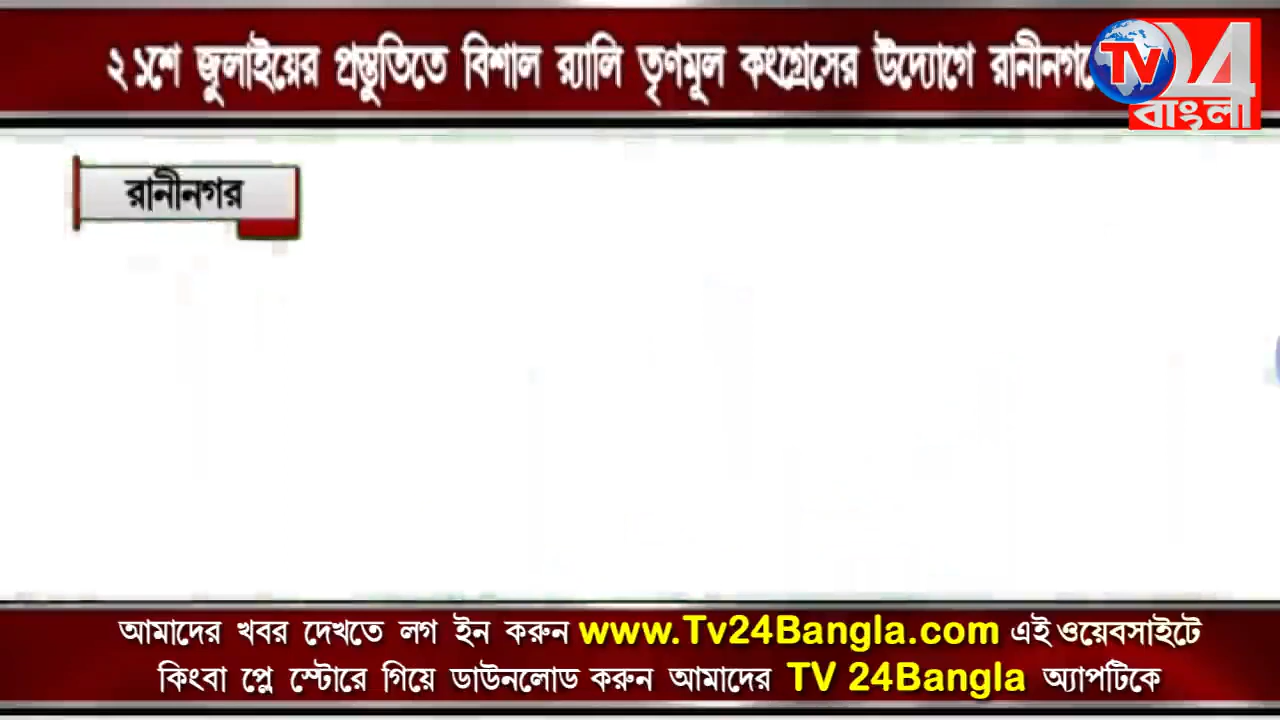 ২১শে জুলাইয়ের প্রস্তুতিতে বিশাল র‍্যালি তৃণমূল কংগ্রেসের উদ্যোগে
TV 24
বাংলা
রানীনগর
আমাদের খবর দেখতে লগ ইন করুন www.Tv24Bangla.com এই ওয়েবসাইটে
কিংবা প্লে স্টোরে গিয়ে ডাউনলোড করুন আমাদের TV 24Bangla অ্যাপটিকে